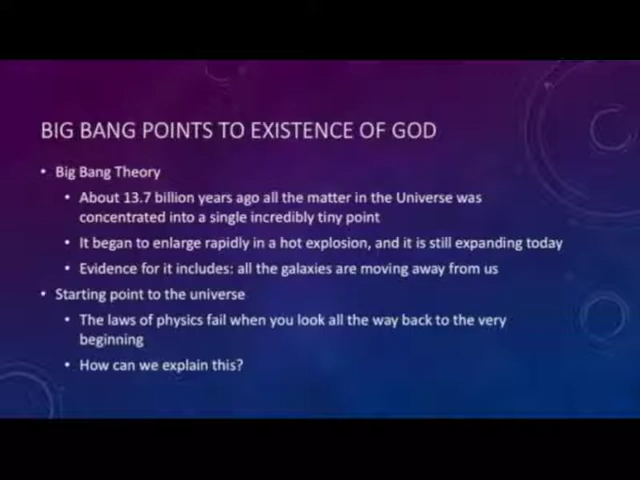 BIG BANG POINTS TO EXISTENCE OF GOD
• Big Bang Theory
• About 13.7 billion years ago all the matter in the Universe was
concentrated into a single incredibly tiny point
• It began to enlarge rapidly in a hot explosion, and it is still expanding today
• Evidence for it includes: all the galaxies are moving away from us
• Starting point to the universe
• The laws of physics fail when you look all the way back to the very
beginning
• How can we explain this?